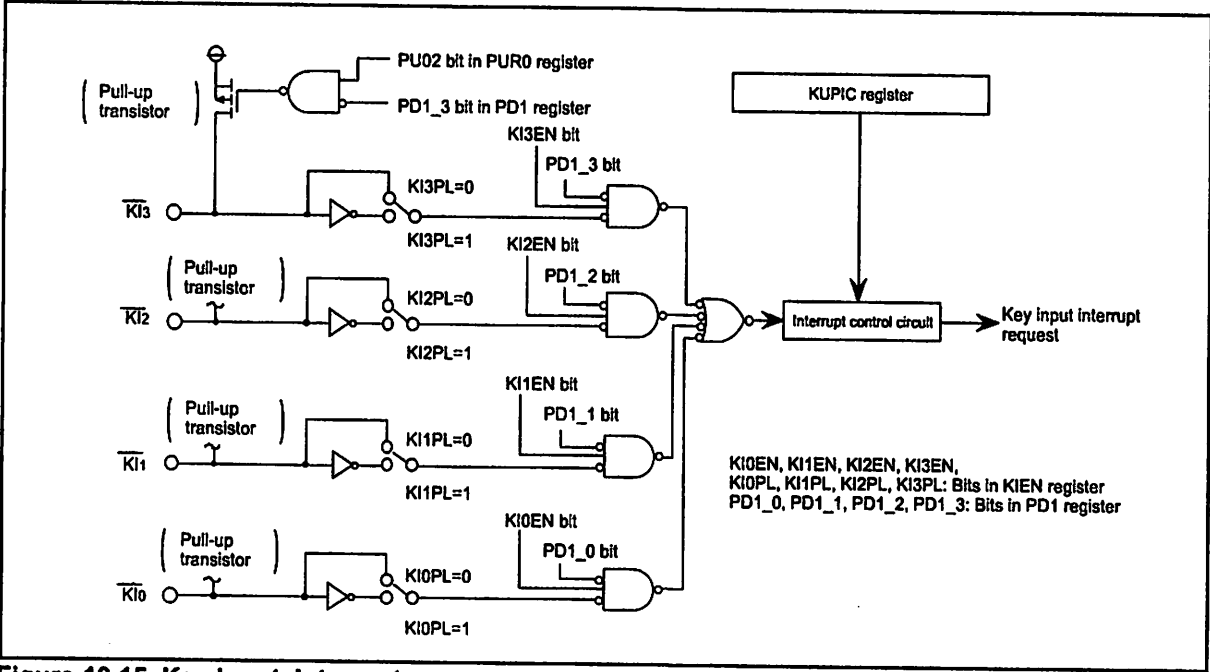 PU02 bit in PUR0 register
Pull-up
transistor
PD1_3 bit in PD1 register
KUPIC register
KI3EN bit
PD1_3 bit
KI3
KI3PL=0
KI3PL=1
KI2EN bit
Pull-up
transistor
PD1_2 bit
KI2
KI2PL=0
KI2PL=1
Interrupt control circuit
Key input interrupt
request
KI1EN bit
Pull-up
transistor
PD1_1 bit
KI1
KI1PL=0
KI1PL=1
KI0EN, KI1EN, KI2EN, KI3EN,
KI0PL, KI1PL, KI2PL, KI3PL: Bits in KIEN register
PD1_0, PD1_1, PD1_2, PD1_3: Bits in PD1 register
KI0EN bit
Pull-up
transistor
PD1_0 bit
KI0
KI0PL=0
KI0PL=1